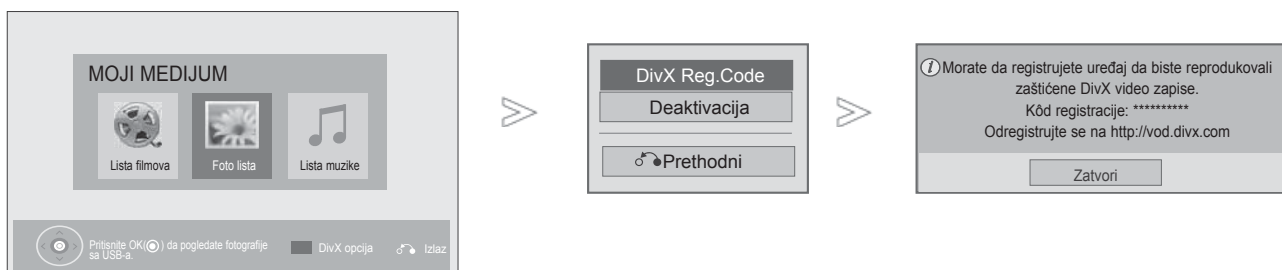 MOJI MEDIJUM
Lista filmova
Foto lista
Lista muzike
Pritisnite OK(◉) da pogledate fotografije
sa USB-a.
DivX opcija
Izlaz
DivX Reg.Code
Deaktivacija
Prethodni
Morate da registrujete uređaj da biste reprodukovali
zaštićene DivX video zapise.
Kôd registracije: **********
Odregistrujte se na http://vod.divx.com
Zatvori